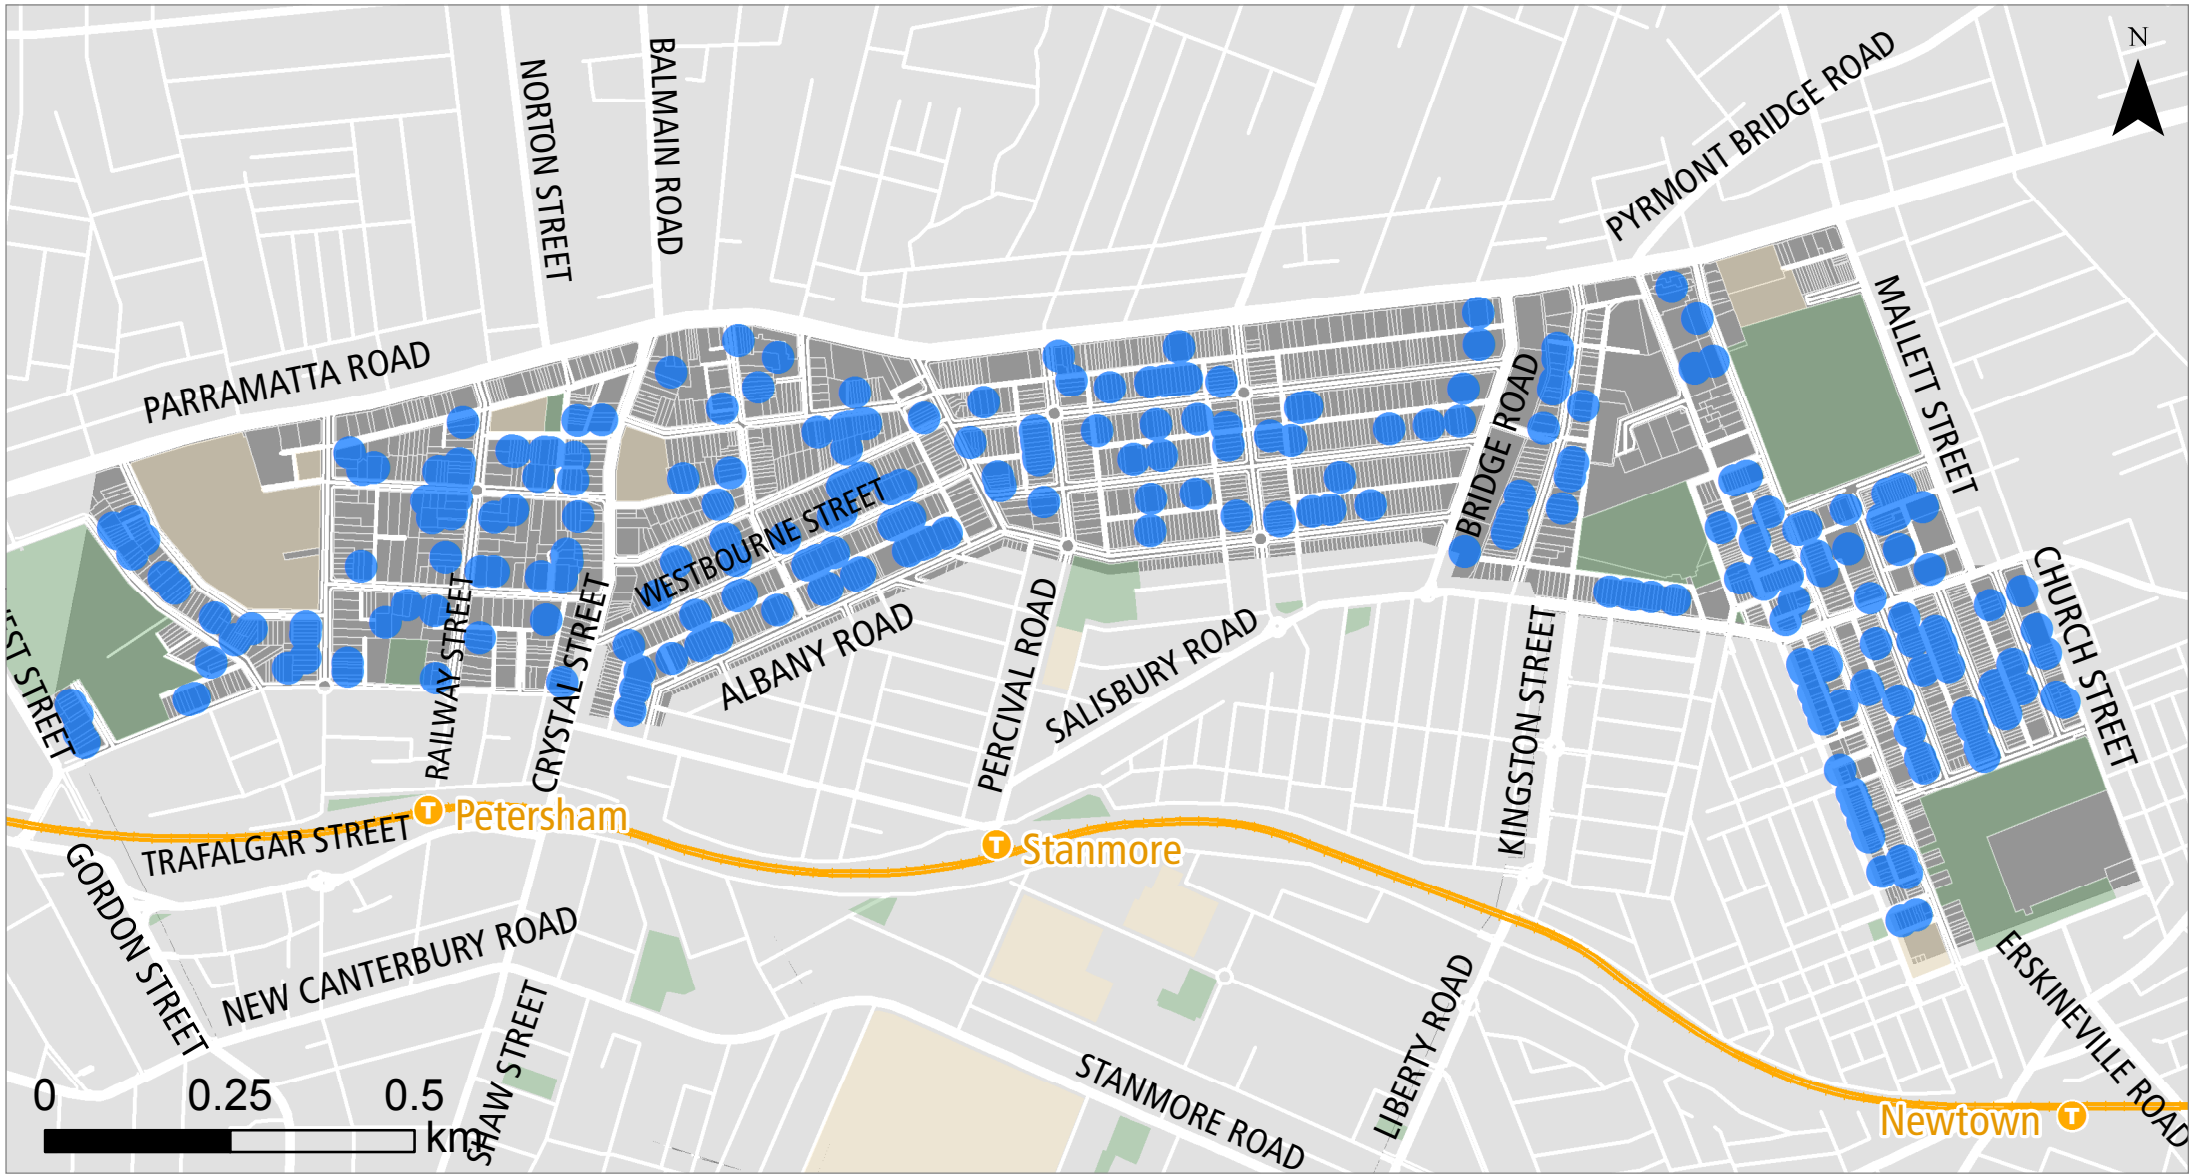 N
BALMAIN ROAD
NORTON STREET
PYRMONT BRIDGE ROAD
MALLETT STREET
PARRAMATTA ROAD
BRIDGE ROAD
WESTBOURNE STREET
CHURCH STREET
EST STREET
RAILWAY STREET
CRYSTAL STREET
ALBANY ROAD
PERCIVAL ROAD
SALISBURY ROAD
KINGSTON STREET
Petersham
TRAFALGAR STREET
Stanmore
GORDON STREET
NEW CANTERBURY ROAD
SHAW STREET
LIBERTY ROAD
ERSKINEVILLE ROAD
STANMORE ROAD
Newtown
0 0.25 0.5
km